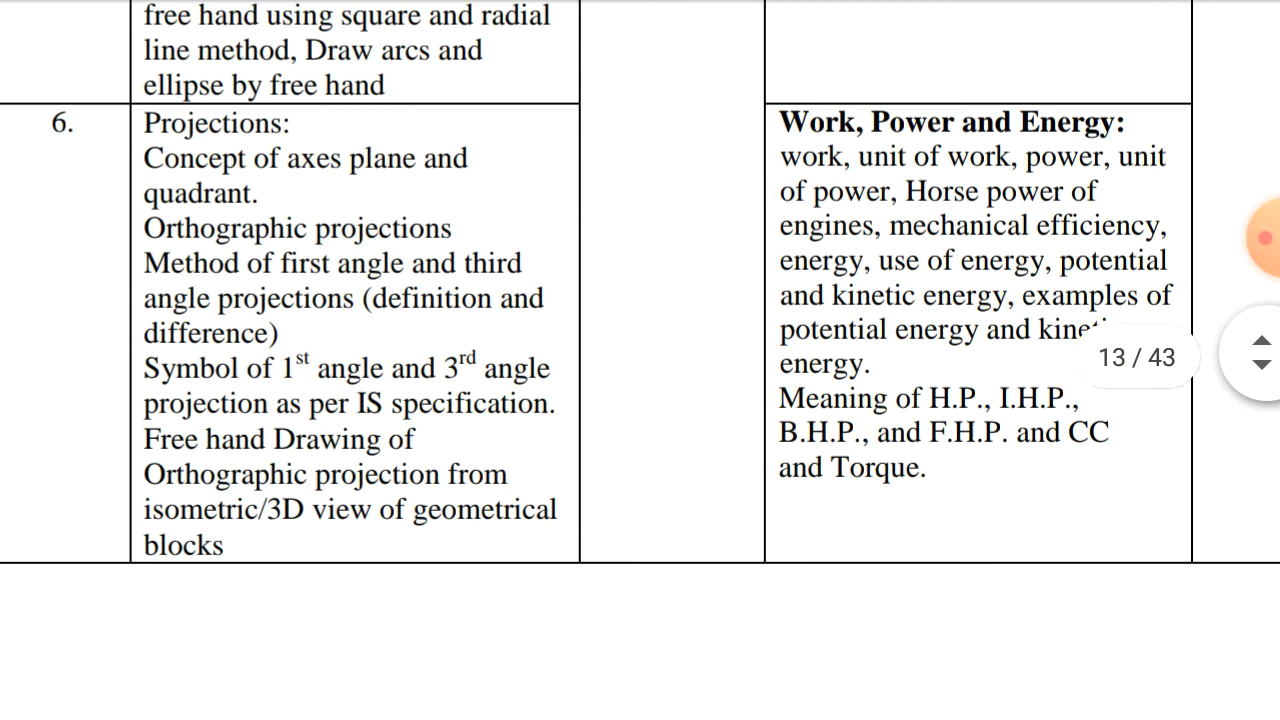 free hand using square and radial
line method, Draw arcs and
ellipse by free hand
6.
Projections:
Concept of axes plane and
quadrant.
Orthographic projections
Method of first angle and third
angle projections (definition and
difference)
Symbol of 1st angle and 3rd angle
projection as per IS specification.
Free hand Drawing of
Orthographic projection from
isometric/3D view of geometrical
blocks
Work, Power and Energy:
work, unit of work, power, unit
of power, Horse power of
engines, mechanical efficiency,
energy, use of energy, potential
and kinetic energy, examples of
potential energy and
energy.
Meaning of H.P., I.H.P.,
B.H.P., and F.H.P. and CC
and Torque.
13 / 43